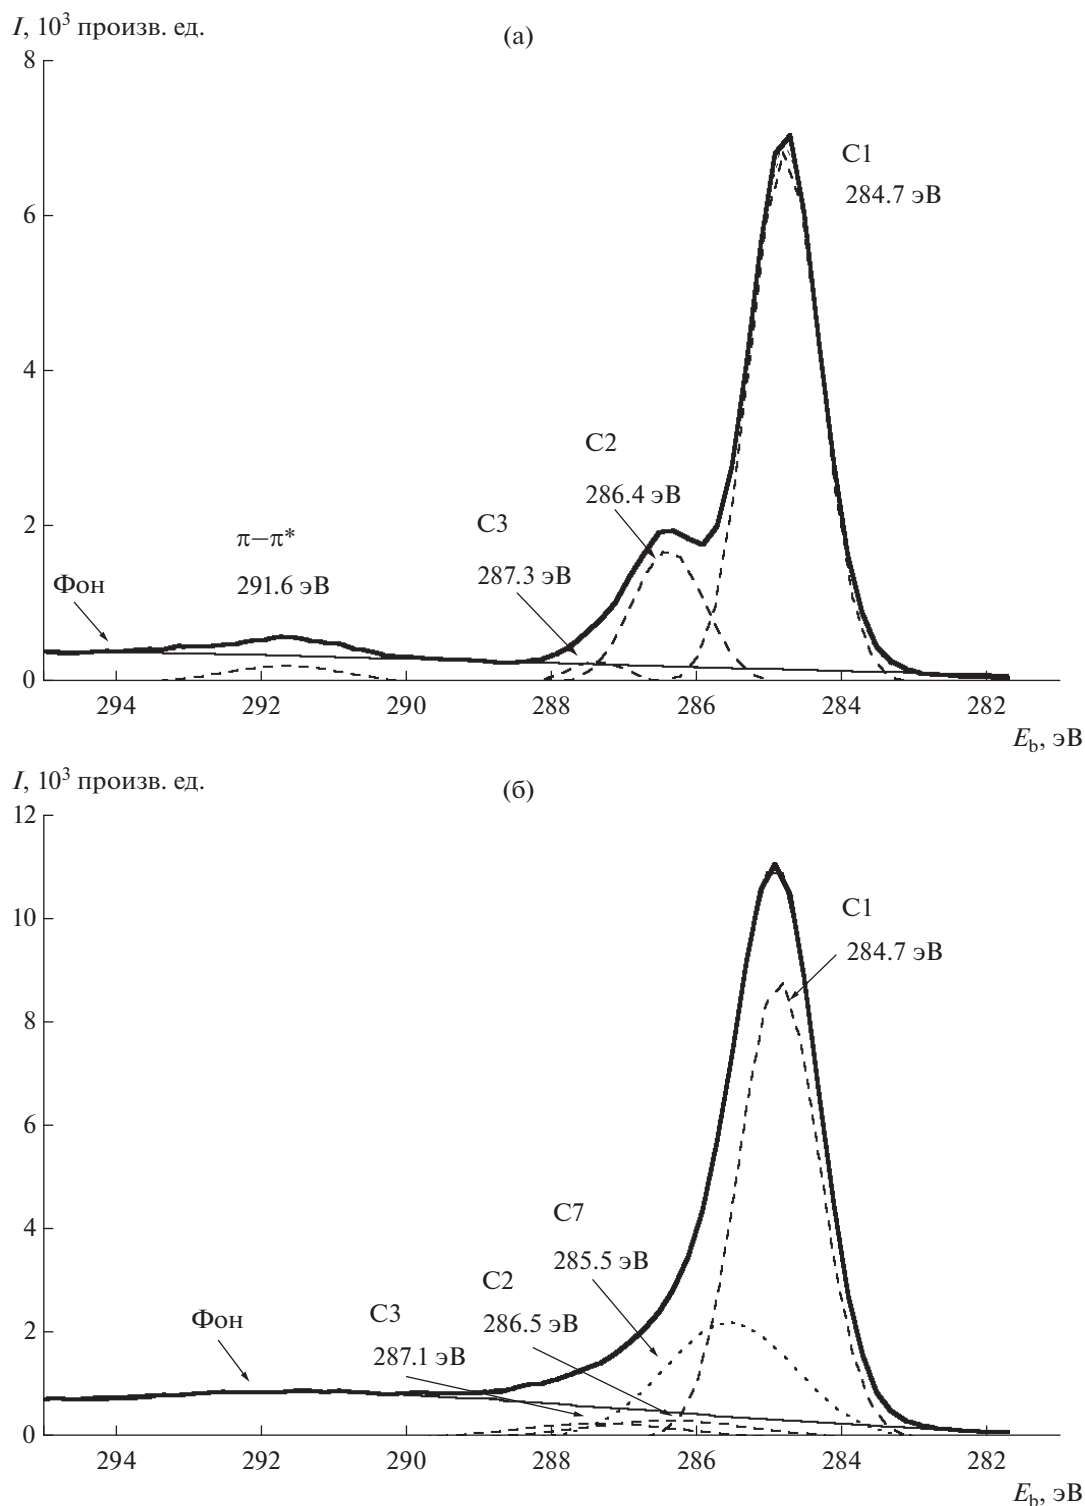 I, 10³ произв. ед.
(а)
8
6
4
2
0
C1
284.7 эВ
C2
286.4 эВ
C3
287.3 эВ
π–π*
291.6 эВ
Фон
294 292 290 288 286 284 282
E_b, эВ
I, 10³ произв. ед.
(б)
12
10
8
6
4
2
0
C1
284.7 эВ
C7
285.5 эВ
C2
286.5 эВ
C3
287.1 эВ
Фон
294 292 290 288 286 284 282
E_b, эВ